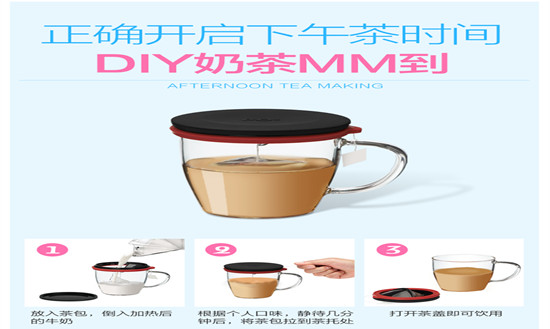 正确开启下午茶时间
DIY奶茶MM到
AFTERNOON TEA MAKING
1
2
3
放入茶包，倒入加热后
的牛奶
根据个人口味，静待几分
钟后，将茶包拉到茶托处
打开茶盖即可饮用